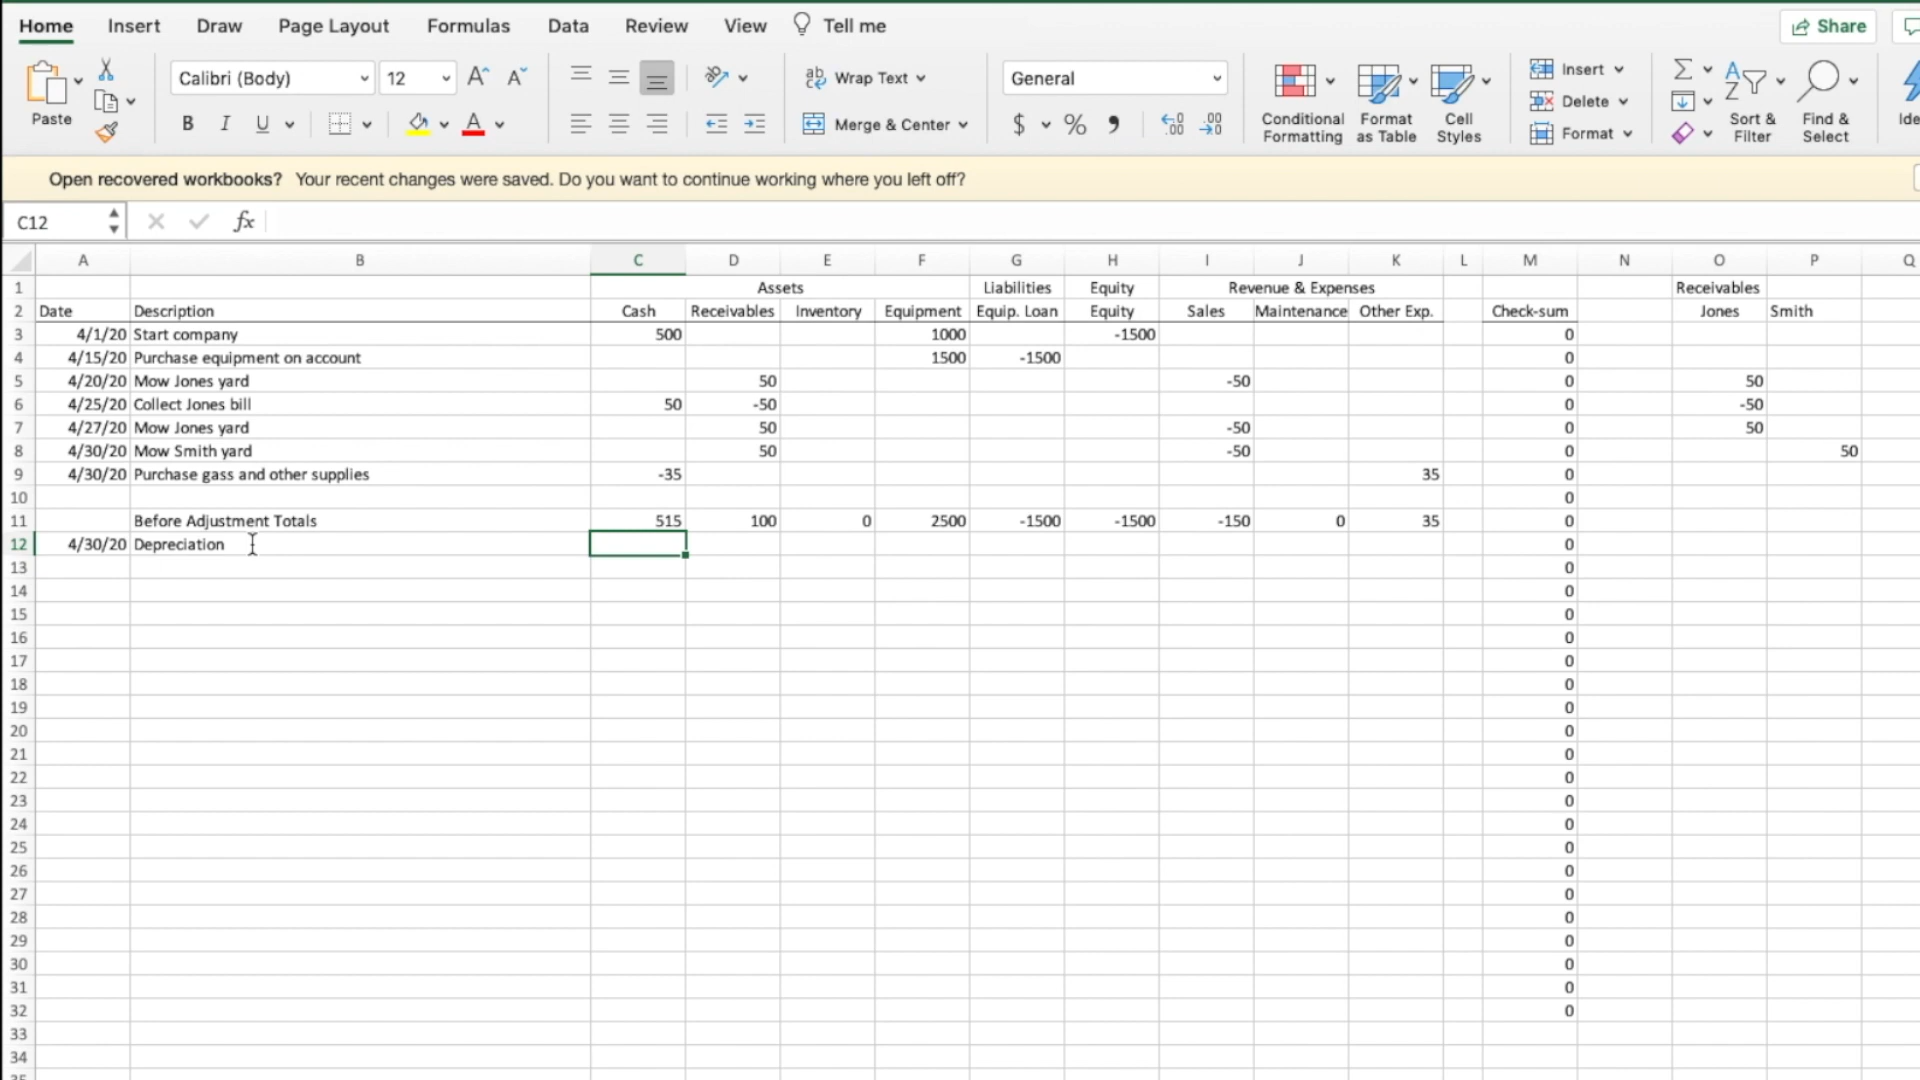 Home Insert Draw Page Layout Formulas Data Review View Tell me Share
Calibri (Body) 12 Wrap Text General Insert
Paste B I U A Merge & Center $ % Conditional Formatting Format as Table Cell Styles Delete Format Sort & Filter Find & Select Ide
Open recovered workbooks? Your recent changes were saved. Do you want to continue working where you left off?
C12 fx
A B C D E F G H I J K L M N O P Q
1 Assets Liabilities Equity Revenue & Expenses Receivables
2 Date Description Cash Receivables Inventory Equipment Equip. Loan Equity Sales Maintenance Other Exp. Check-sum Jones Smith
3 4/1/20 Start company 500 1000 -1500 0
4 4/15/20 Purchase equipment on account 1500 -1500 0
5 4/20/20 Mow Jones yard 50 -50 0 50
6 4/25/20 Collect Jones bill 50 -50 0 -50
7 4/27/20 Mow Jones yard 50 -50 0 50
8 4/30/20 Mow Smith yard 50 -50 0 50
9 4/30/20 Purchase gass and other supplies -35 35 0
10 0
11 Before Adjustment Totals 515 100 0 2500 -1500 -1500 -150 0 35 0
12 4/30/20 Depreciation 0
13 0
14 0
15 0
16 0
17 0
18 0
19 0
20 0
21 0
22 0
23 0
24 0
25 0
26 0
27 0
28 0
29 0
30 0
31 0
32 0
33
34
35